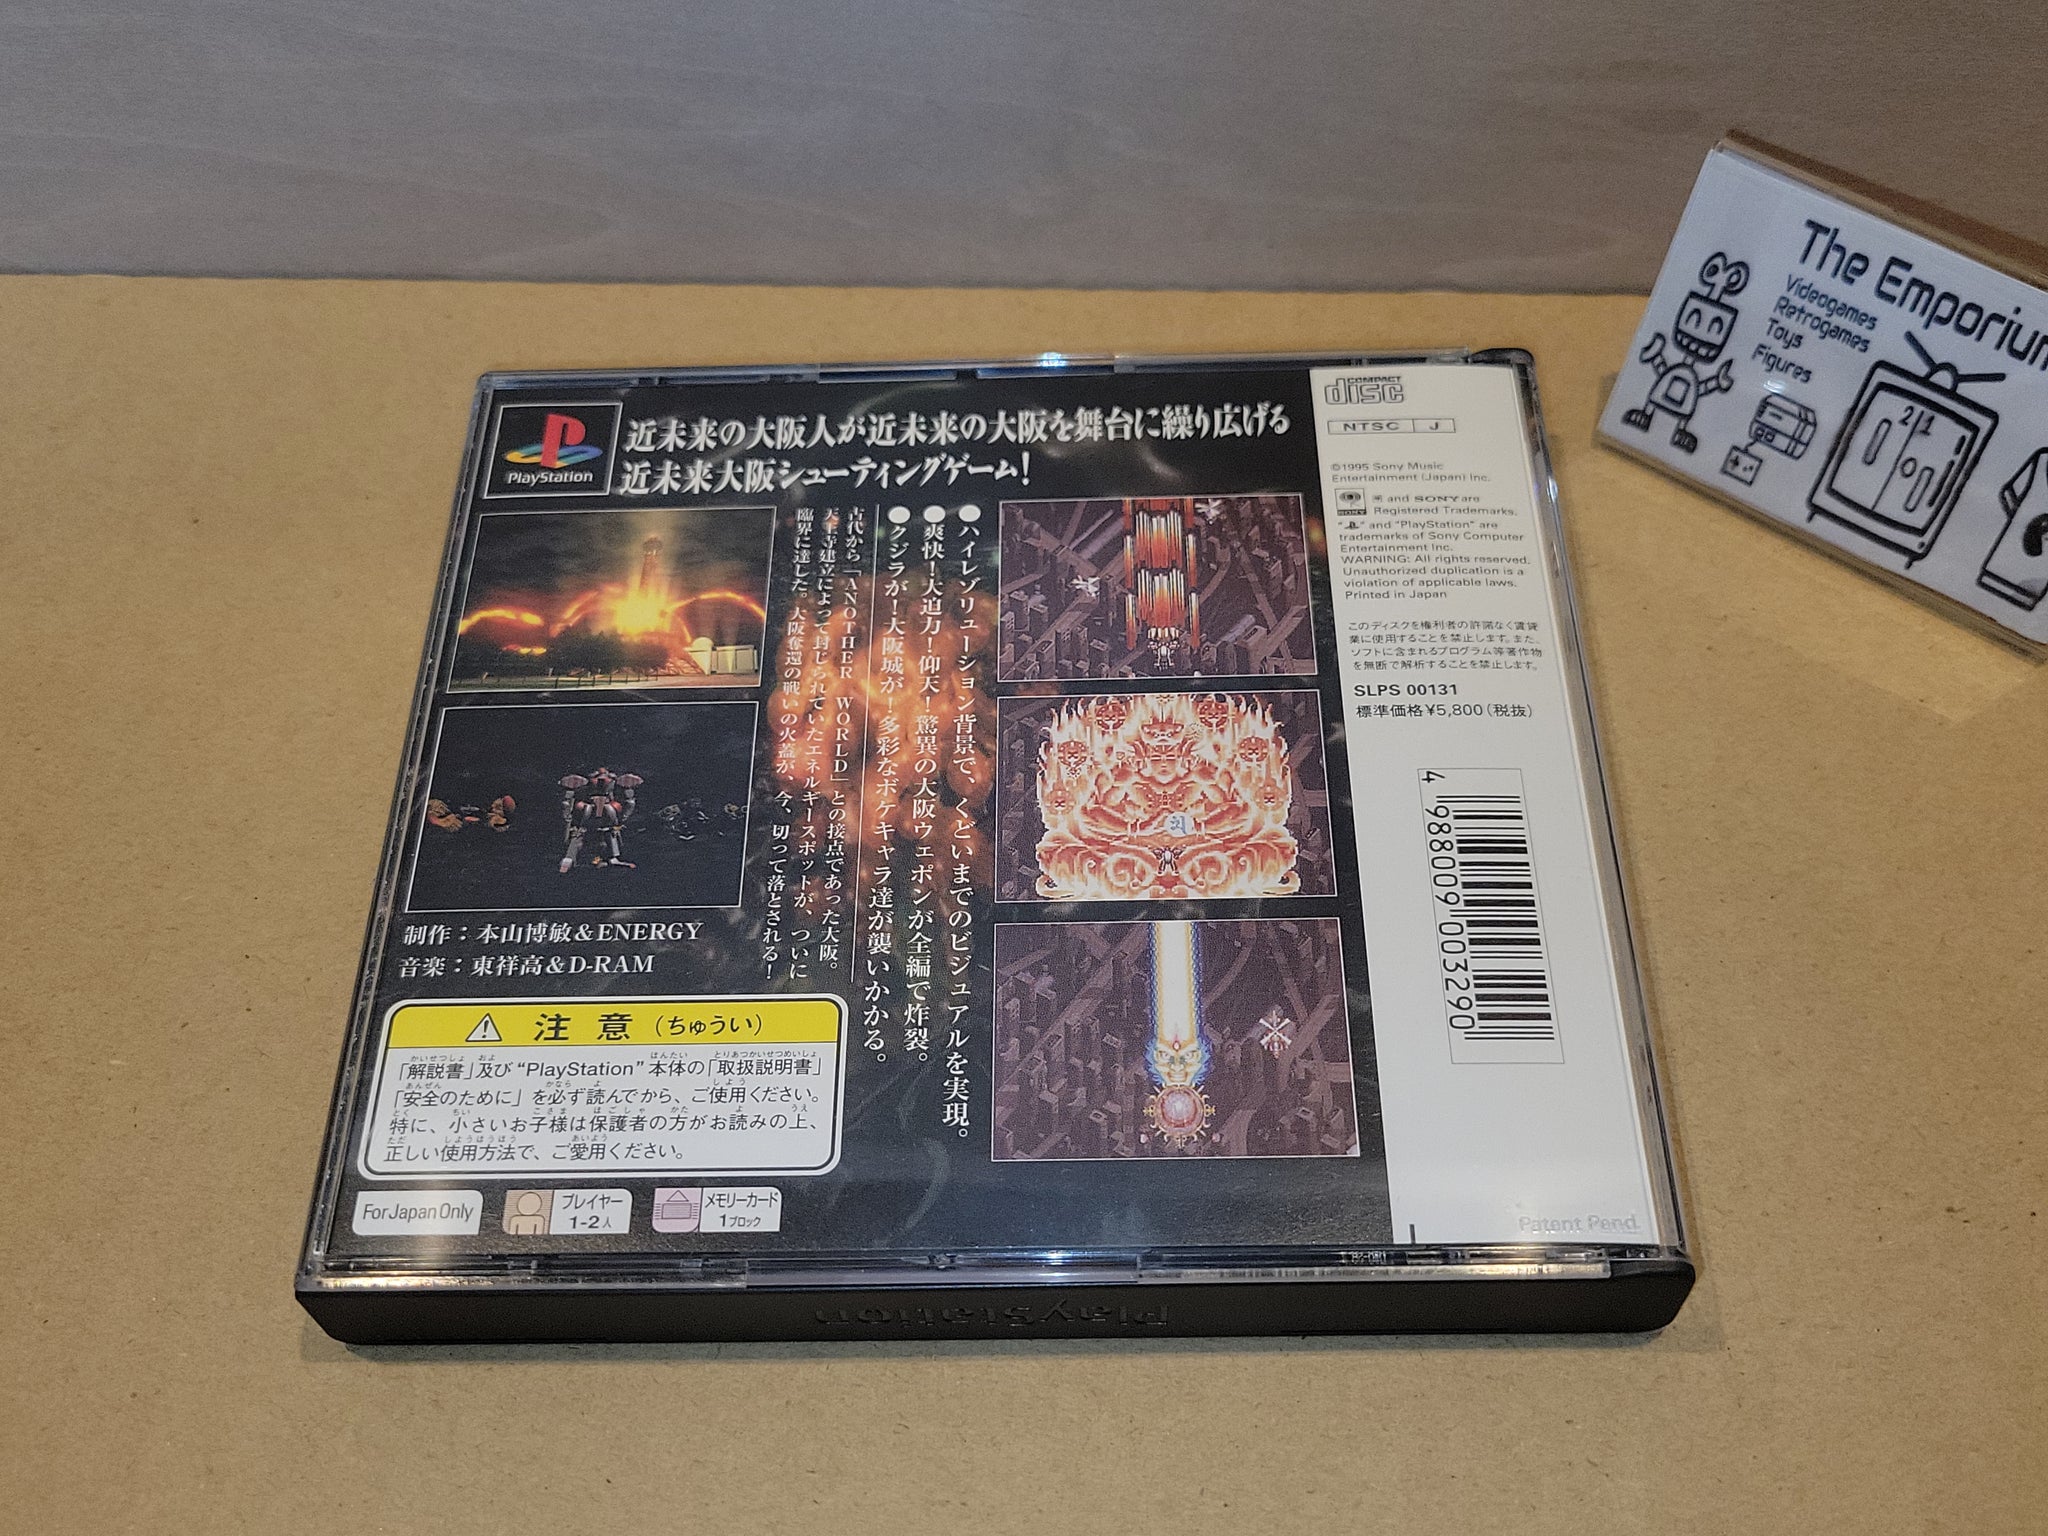 PlayStation
近未来の大阪人が近未来の大阪を舞台に繰り広げる
近未来大阪シューティングゲーム!
●ハイレゾリューション背景で、くどいまでのビジュアルを実現。
●爽快!大迫力!仰天!驚異の大阪ウェポンが全編で炸裂。
●クジラが!大阪城が!多彩なボケキャラ達が襲いかかる。
古代から「ANOTHER WORLD」との接点であった大阪。
天王寺建立によって封じられていたエネルギースポットが、ついに
臨界に達した。大阪奪還の戦いの火蓋が、今、切って落とされる!
制作:本山博敏&ENERGY
音楽:東祥高&D-RAM
注意(ちゅうい)
「解説書」及び“PlayStation”本体の「取扱説明書」
「安全のために」を必ず読んでから、ご使用ください。
特に、小さいお子様は保護者の方がお読みの上、
正しい使用方法で、ご愛用ください。
For Japan Only
プレイヤー
1-2人
メモリーカード
1ブロック
COMPACT
disc
NTSC J
©1995 Sony Music
Entertainment (Japan) Inc.
SONY
and SONY are
Registered Trademarks.
" " and "PlayStation" are
trademarks of Sony Computer
Entertainment Inc.
WARNING: All rights reserved.
Unauthorized duplication is a
violation of applicable laws.
Printed in Japan
このディスクを権利者の許諾なく賃貸
業に使用することを禁止します。また、
ソフトに含まれるプログラム等著作物
を無断で解析することを禁止します。
SLPS 00131
標準価格¥5,800(税抜)
4 988009 003290
Patent Pend.
PlayStation
The Emporium
Videogames
Retrogames
Toys
Figures
2 1